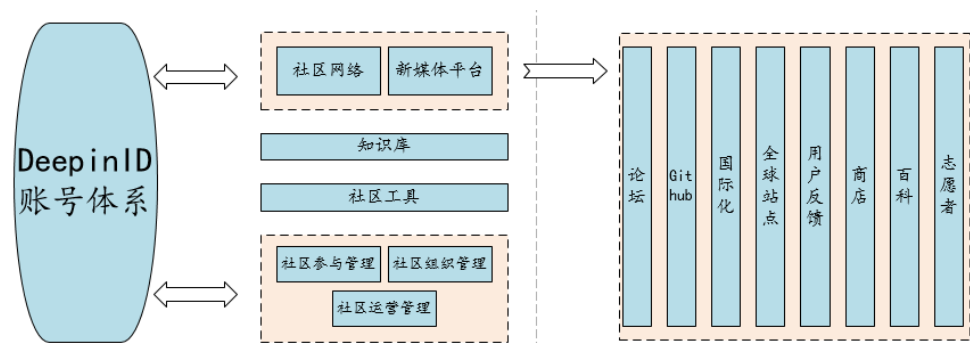 DeepinID
账号体系
社区网络
新媒体平台
知识库
社区工具
社区参与管理
社区组织管理
社区运营管理
论坛
Git
hub
国际化
全球站点
用户反馈
商店
百科
志愿者